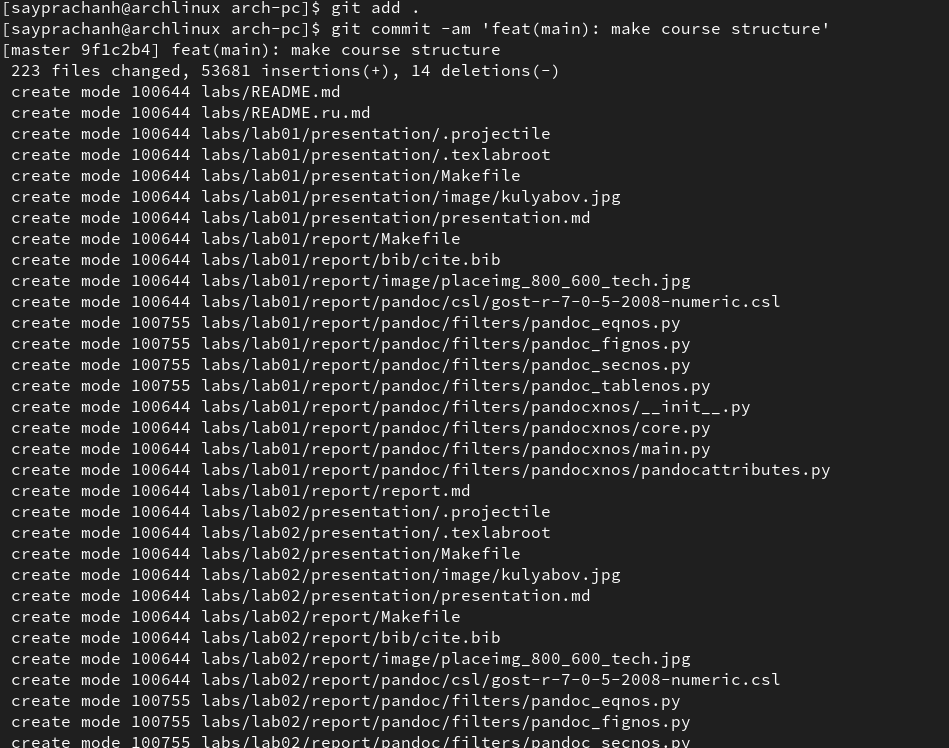 [sayprachanh@archlinux arch-pc]$ git add .
[sayprachanh@archlinux arch-pc]$ git commit -am 'feat(main): make course structure'
[master 9f1c2b4] feat(main): make course structure
 223 files changed, 53681 insertions(+), 14 deletions(-)
 create mode 100644 labs/README.md
 create mode 100644 labs/README.ru.md
 create mode 100644 labs/lab01/presentation/.projectile
 create mode 100644 labs/lab01/presentation/.texlabroot
 create mode 100644 labs/lab01/presentation/Makefile
 create mode 100644 labs/lab01/presentation/image/kulyabov.jpg
 create mode 100644 labs/lab01/presentation/presentation.md
 create mode 100644 labs/lab01/report/Makefile
 create mode 100644 labs/lab01/report/bib/cite.bib
 create mode 100644 labs/lab01/report/image/placeimg_800_600_tech.jpg
 create mode 100644 labs/lab01/report/pandoc/csl/gost-r-7-0-5-2008-numeric.csl
 create mode 100755 labs/lab01/report/pandoc/filters/pandoc_eqnos.py
 create mode 100755 labs/lab01/report/pandoc/filters/pandoc_fignos.py
 create mode 100755 labs/lab01/report/pandoc/filters/pandoc_secnos.py
 create mode 100755 labs/lab01/report/pandoc/filters/pandoc_tablenos.py
 create mode 100644 labs/lab01/report/pandoc/filters/pandocxnos/__init__.py
 create mode 100644 labs/lab01/report/pandoc/filters/pandocxnos/core.py
 create mode 100644 labs/lab01/report/pandoc/filters/pandocxnos/main.py
 create mode 100644 labs/lab01/report/pandoc/filters/pandocxnos/pandocattributes.py
 create mode 100644 labs/lab01/report/report.md
 create mode 100644 labs/lab02/presentation/.projectile
 create mode 100644 labs/lab02/presentation/.texlabroot
 create mode 100644 labs/lab02/presentation/Makefile
 create mode 100644 labs/lab02/presentation/image/kulyabov.jpg
 create mode 100644 labs/lab02/presentation/presentation.md
 create mode 100644 labs/lab02/report/Makefile
 create mode 100644 labs/lab02/report/bib/cite.bib
 create mode 100644 labs/lab02/report/image/placeimg_800_600_tech.jpg
 create mode 100644 labs/lab02/report/pandoc/csl/gost-r-7-0-5-2008-numeric.csl
 create mode 100755 labs/lab02/report/pandoc/filters/pandoc_eqnos.py
 create mode 100755 labs/lab02/report/pandoc/filters/pandoc_fignos.py
 create mode 100755 labs/lab02/report/pandoc/filters/pandoc_secnos.py